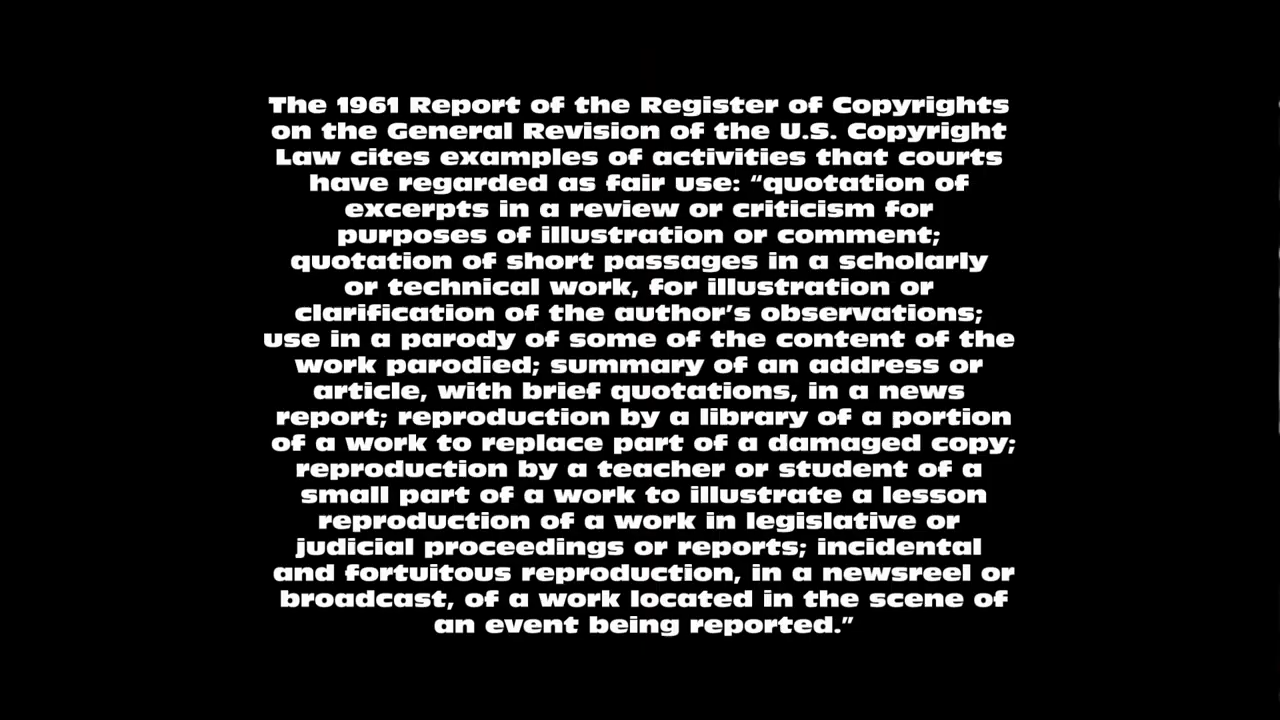 The 1961 Report of the Register of Copyrights
on the General Revision of the U.S. Copyright
Law cites examples of activities that courts
have regarded as fair use: “quotation of
excerpts in a review or criticism for
purposes of illustration or comment;
quotation of short passages in a scholarly
or technical work, for illustration or
clarification of the author’s observations;
use in a parody of some of the content of the
work parodied; summary of an address or
article, with brief quotations, in a news
report; reproduction by a library of a portion
of a work to replace part of a damaged copy;
reproduction by a teacher or student of a
small part of a work to illustrate a lesson
reproduction of a work in legislative or
judicial proceedings or reports; incidental
and fortuitous reproduction, in a newsreel or
broadcast, of a work located in the scene of
an event being reported.”